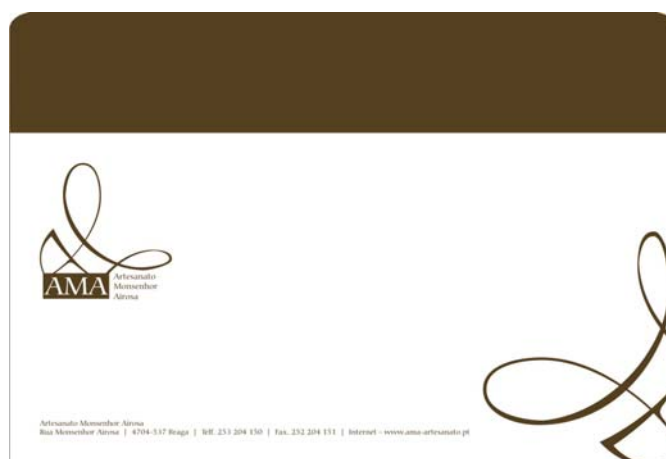 AMA
Artesanato
Monsenhor
Airosa
Artesanato Monsenhor Airosa
Rua Monsenhor Airosa | 4704-537 Braga | Telf. 253 204 150 | Fax. 252 204 151 | Internet - www.ama-artesanato.pt